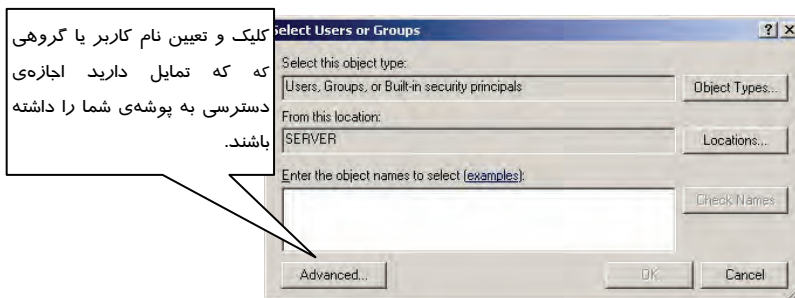 کلیک و تعیین نام کاربر یا گروهی
که که تمایل دارید اجازه‌ی
دسترسی به پوشه‌ی شما را داشته
باشند.
Select Users or Groups
Select this object type:
Users, Groups, or Built-in security principals
Object Types...
From this location:
SERVER
Locations...
Enter the object names to select (examples):
Check Names
Advanced...
OK
Cancel